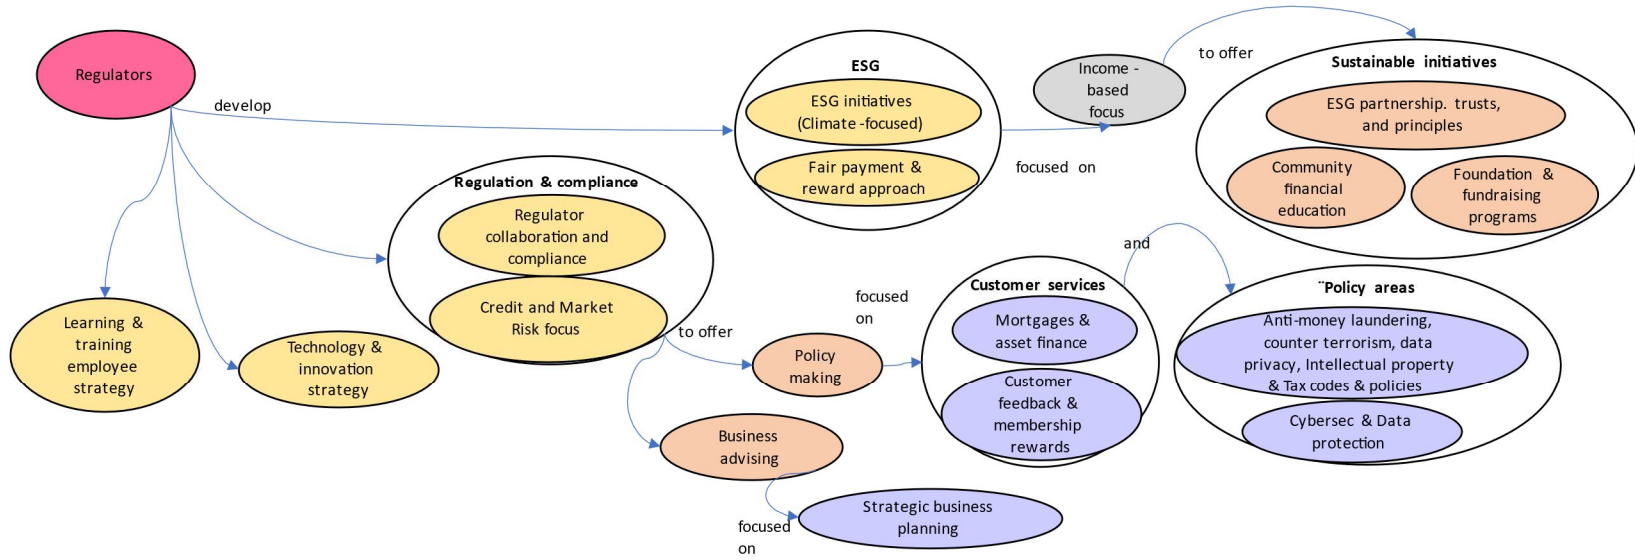 Regulators
develop
ESG
ESG initiatives
(Climate -focused)
Fair payment &
reward approach
focused on
Income -
based
focus
to offer
Sustainable initiatives
ESG partnership. trusts,
and principles
Community
financial
education
Foundation &
fundraising
programs
Regulation & compliance
Regulator
collaboration and
compliance
Credit and Market
Risk focus
to offer
Learning &
training
employee
strategy
Technology &
innovation
strategy
Policy
making
focused
on
Customer services
Mortgages &
asset finance
Customer
feedback &
membership
rewards
and
¨Policy areas
Anti-money laundering,
counter terrorism, data
privacy, Intellectual property
& Tax codes & policies
Cybersec & Data
protection
Business
advising
focused
on
Strategic business
planning